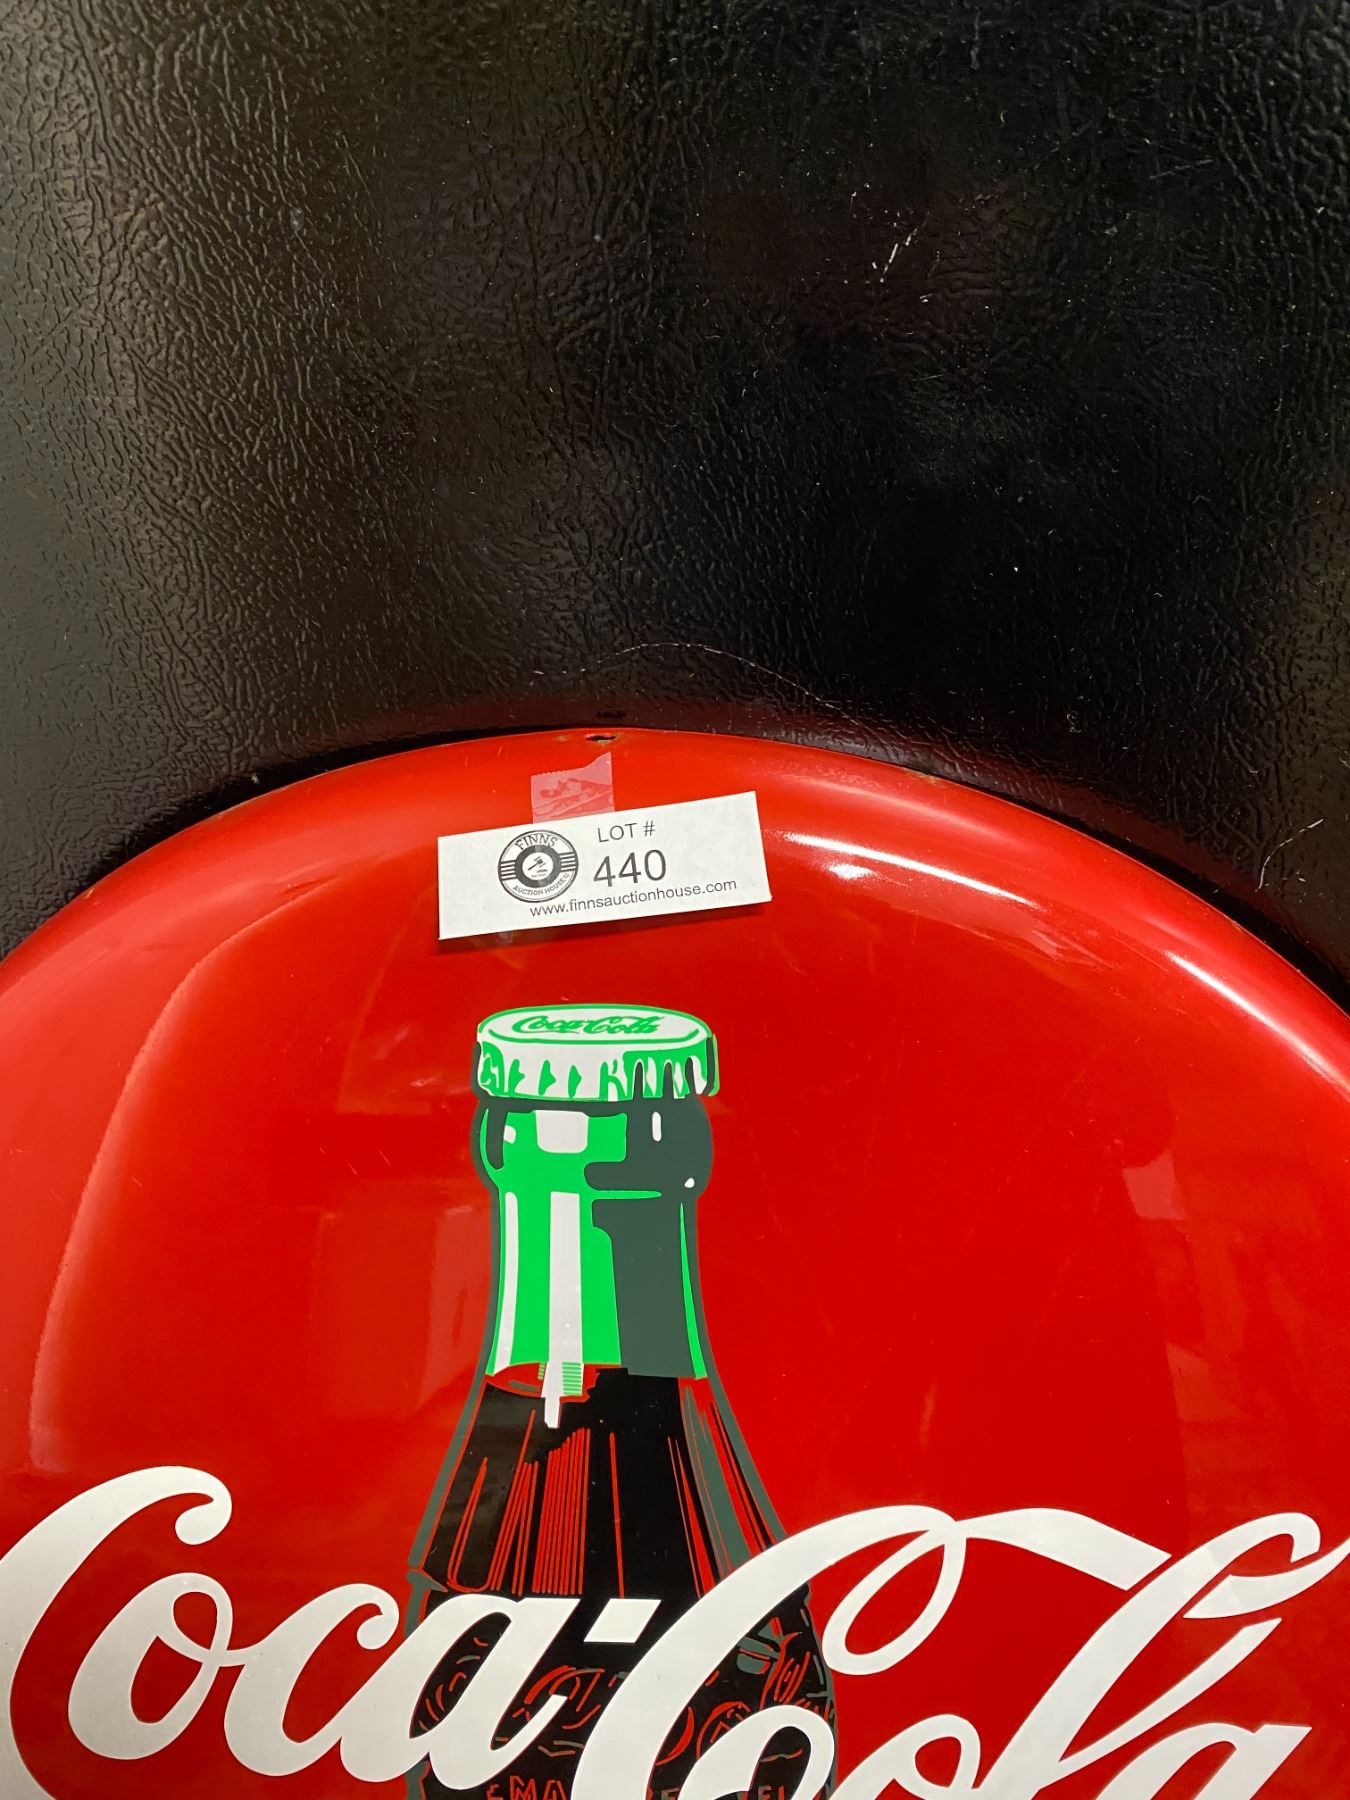 FINNS
AUCTION HOUSE
LOT #
440
www.finnsauctionhouse.com
Coca-Cola
Coca-Cola